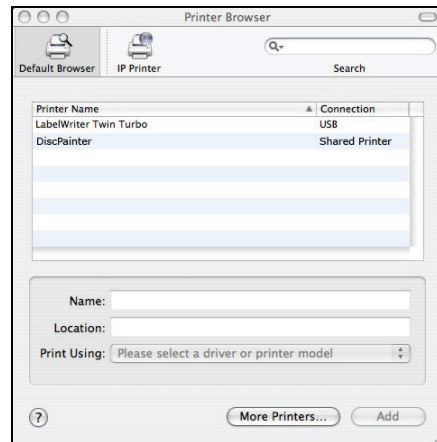 Printer Browser
Default Browser
IP Printer
Search
Printer Name Connection
LabelWriter Twin Turbo USB
DiscPainter Shared Printer
Name:
Location:
Print Using: Please select a driver or printer model
? More Printers... Add